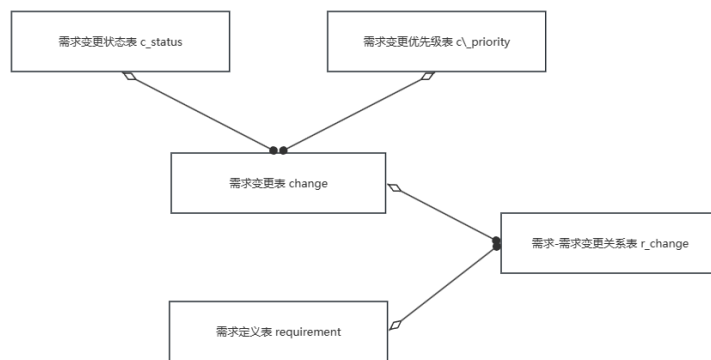 需求变更状态表 c_status
需求变更优先级表 c\_priority
需求变更表 change
需求-需求变更关系表 r_change
需求定义表 requirement